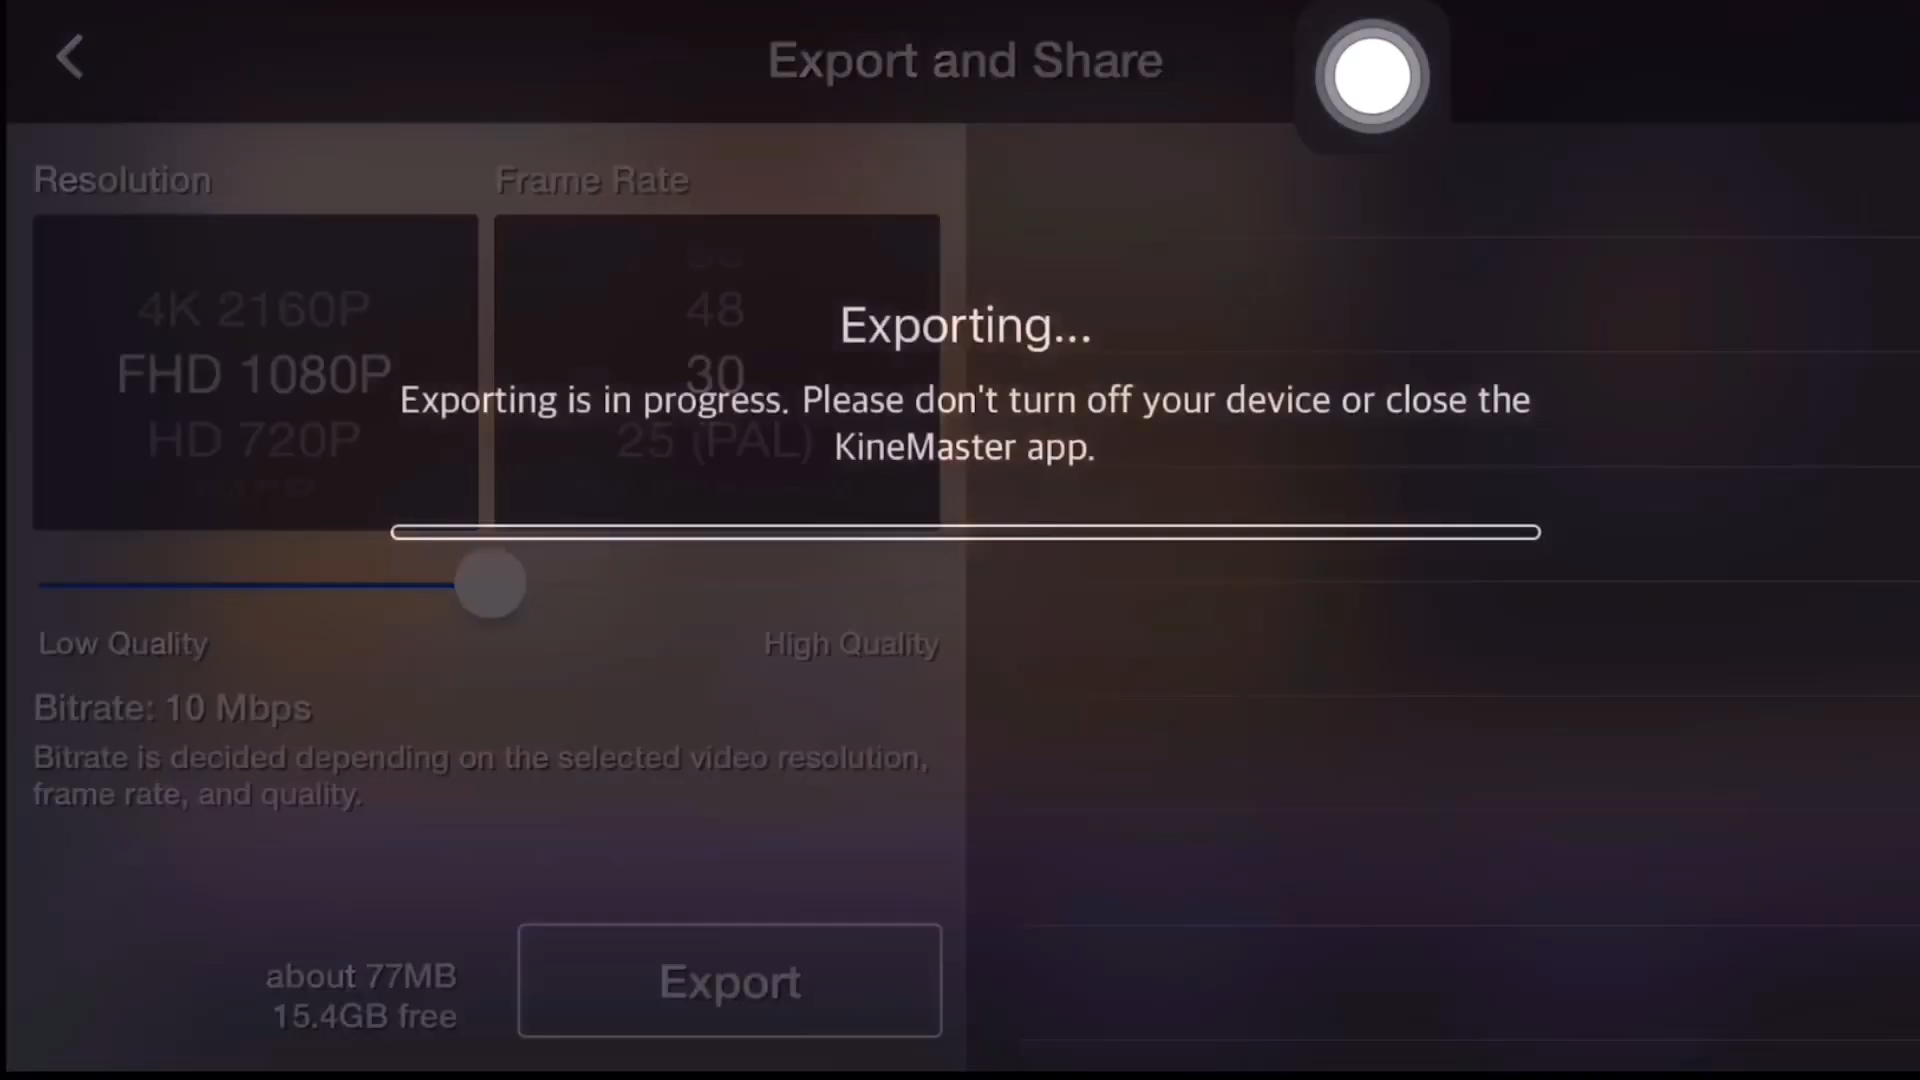 Export and Share
Resolution
Frame Rate
4K 2160P
FHD 1080P
HD 720P
48
30
25 (PAL)
Exporting...
Exporting is in progress. Please don't turn off your device or close the
KineMaster app.
Low Quality
High Quality
Bitrate: 10 Mbps
Bitrate is decided depending on the selected video resolution,
frame rate, and quality.
about 77MB
15.4GB free
Export